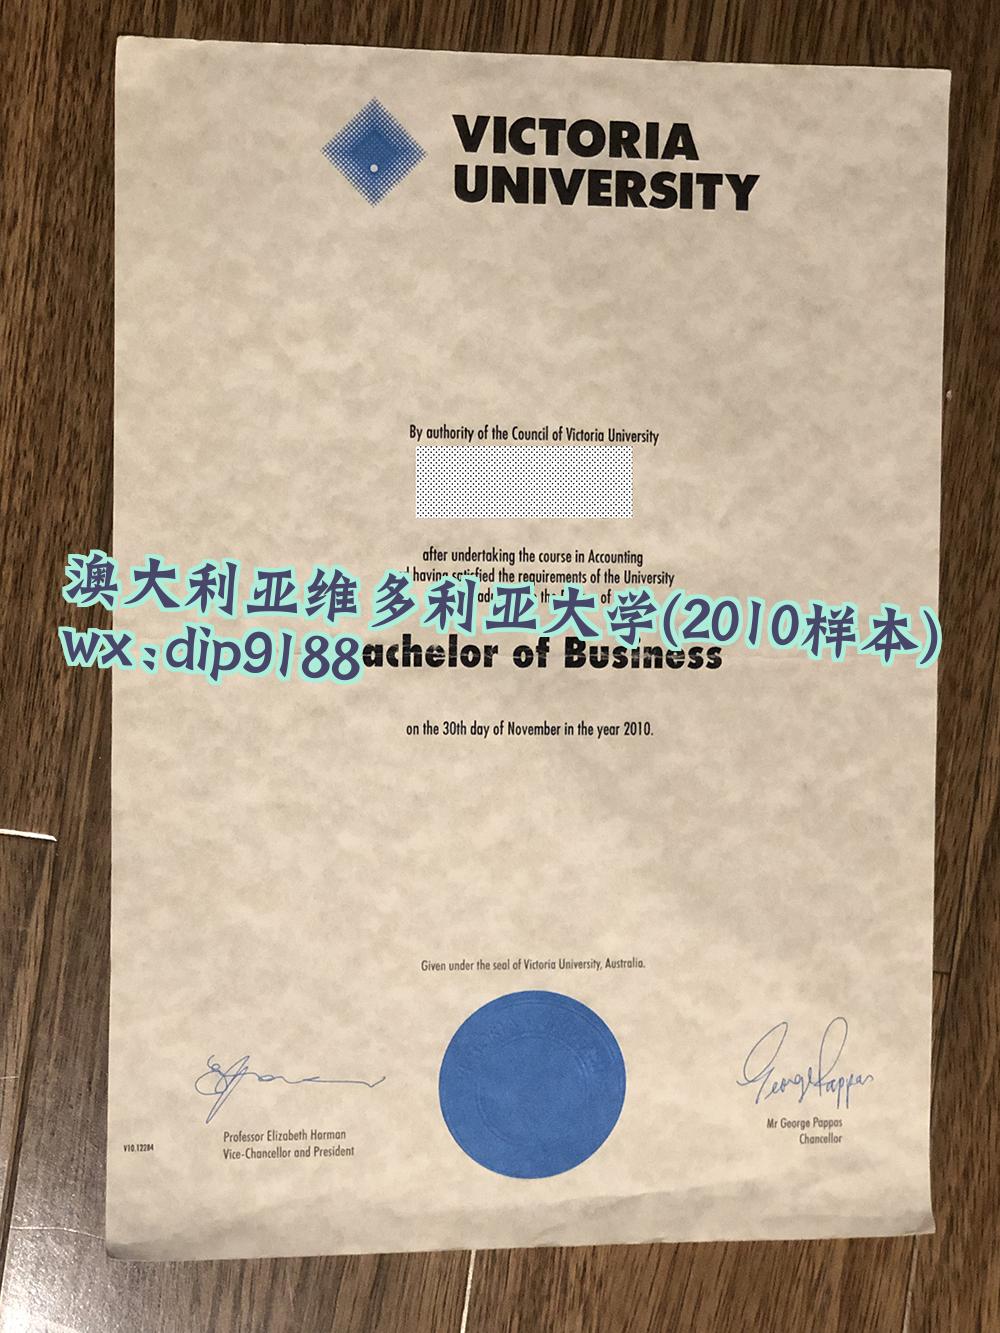 VICTORIA
UNIVERSITY
By authority of the Council of Victoria University
after undertaking the course in Accounting
having satisfied the requirements of the University
of
澳大利亚维多利亚大学(2010样本)
wx:dip9188
achelor of Business
on the 30th day of November in the year 2010.
Given under the seal of Victoria University, Australia.
George Pappas
Professor Elizabeth Harman
Vice-Chancellor and President
Mr George Pappas
Chancellor
V10.12284